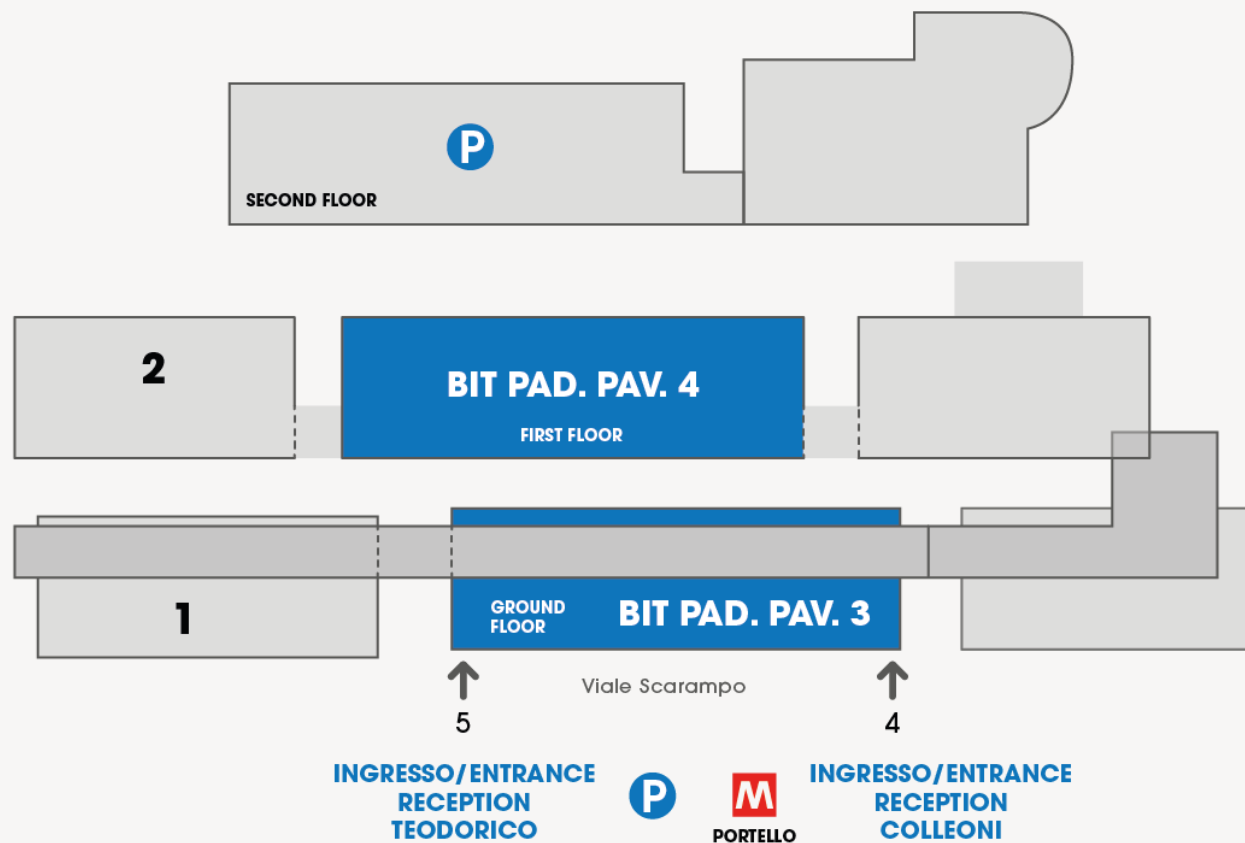 P
SECOND FLOOR
2
BIT PAD. PAV. 4
FIRST FLOOR
1
GROUND
FLOOR
BIT PAD. PAV. 3
Viale Scarampo
5
4
INGRESSO/ENTRANCE
RECEPTION
TEODORICO
P
M
PORTELLO
INGRESSO/ENTRANCE
RECEPTION
COLLEONI